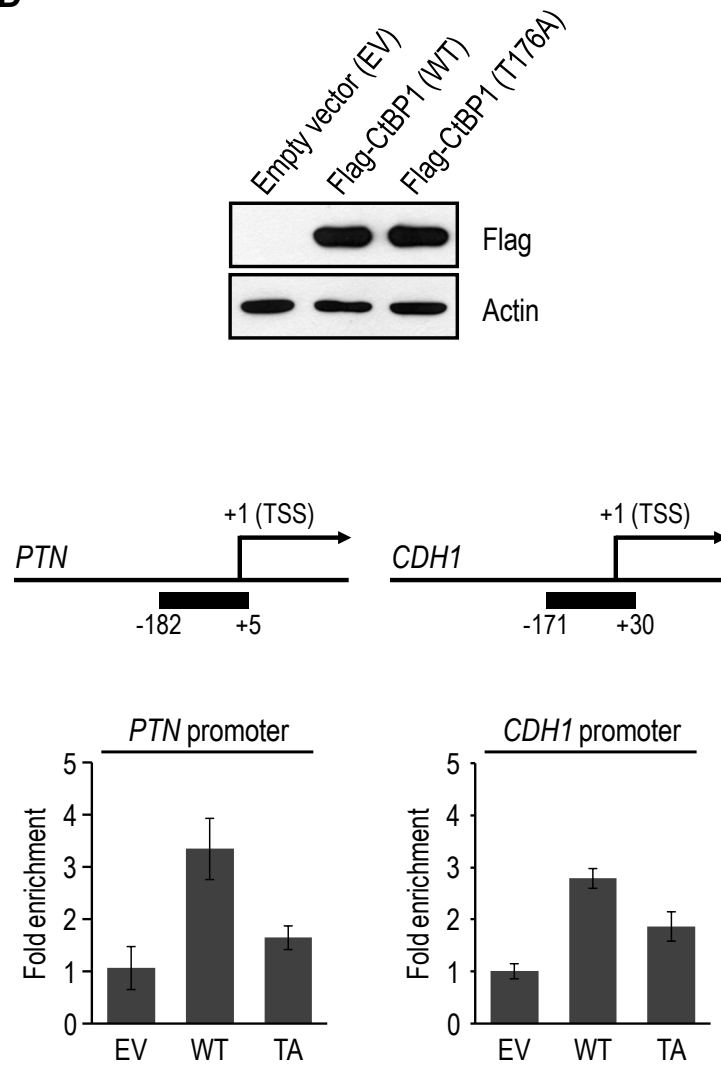 Empty vector (EV)
Flag-CtBP1 (WT)
Flag-CtBP1 (T176A)
Flag
Actin
+1 (TSS)
PTN
-182
+5
+1 (TSS)
CDH1
-171
+30
PTN promoter
Fold enrichment
5
4
3
2
1
0
EV WT TA
CDH1 promoter
Fold enrichment
5
4
3
2
1
0
EV WT TA